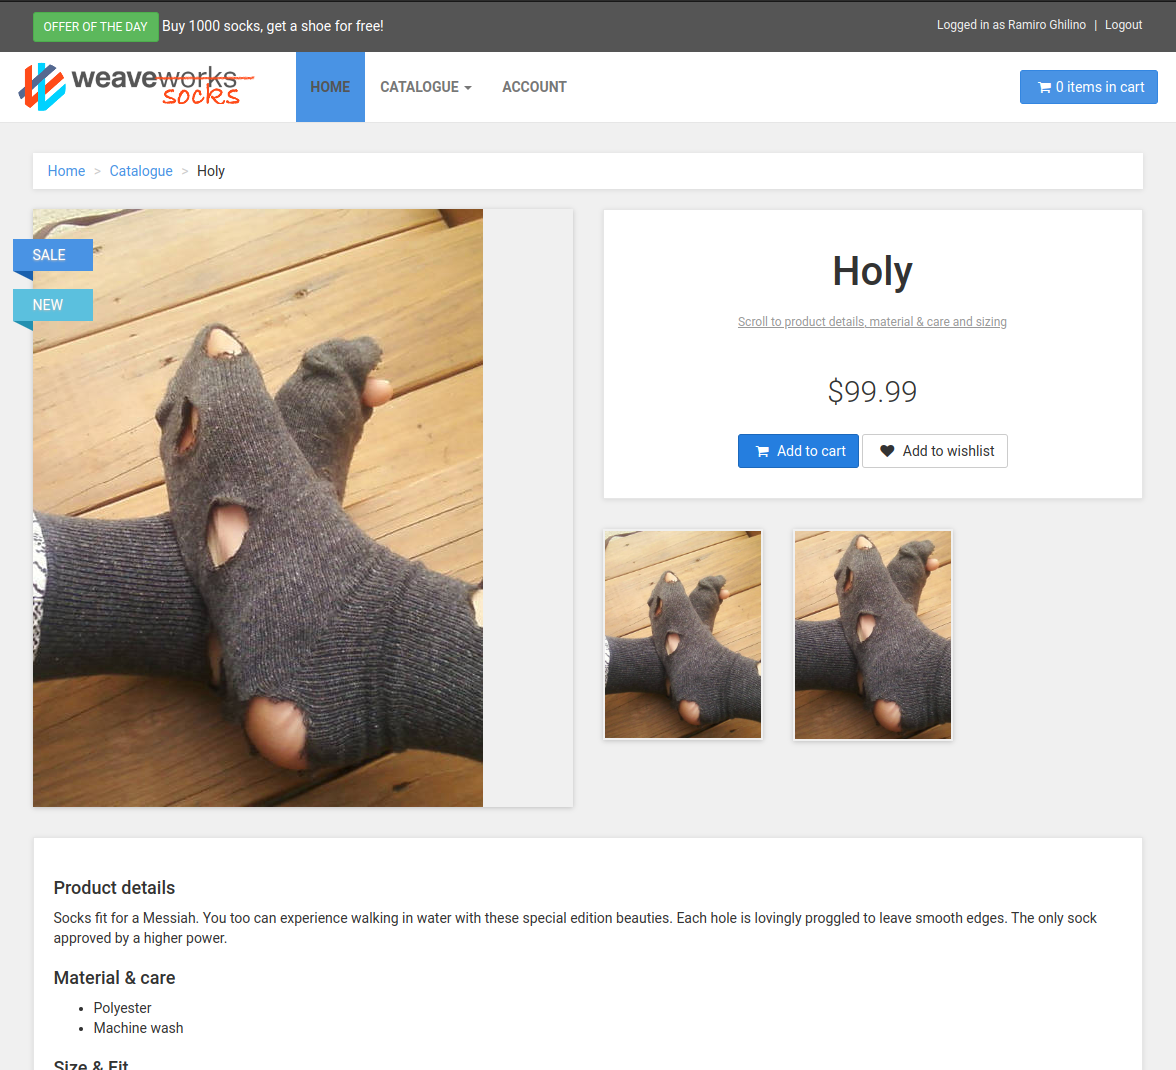 OFFER OF THE DAY Buy 1000 socks, get a shoe for free!
Logged in as Ramiro Ghilino | Logout
weaveworks
socks
HOME CATALOGUE ACCOUNT
0 items in cart
Home > Catalogue > Holy
SALE
NEW
Holy
Scroll to product details, material & care and sizing
$99.99
Add to cart Add to wishlist
Product details
Socks fit for a Messiah. You too can experience walking in water with these special edition beauties. Each hole is lovingly proggled to leave smooth edges. The only sock
approved by a higher power.
Material & care
• Polyester
• Machine wash
Size & Fit